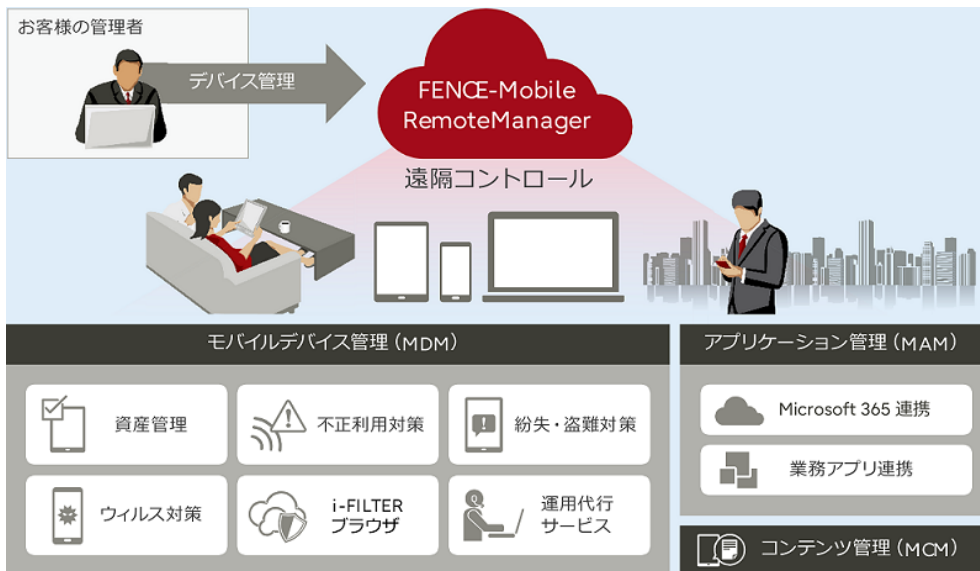 お客様の管理者
デバイス管理
FENCE-Mobile
RemoteManager
遠隔コントロール
モバイルデバイス管理(MDM)
資産管理
不正利用対策
紛失・盗難対策
ウィルス対策
i-FILTER
ブラウザ
Q
運用代行
サービス
アプリケーション管理(MAM)
Microsoft 365 連携
業務アプリ連携
コンテンツ管理(MCM)